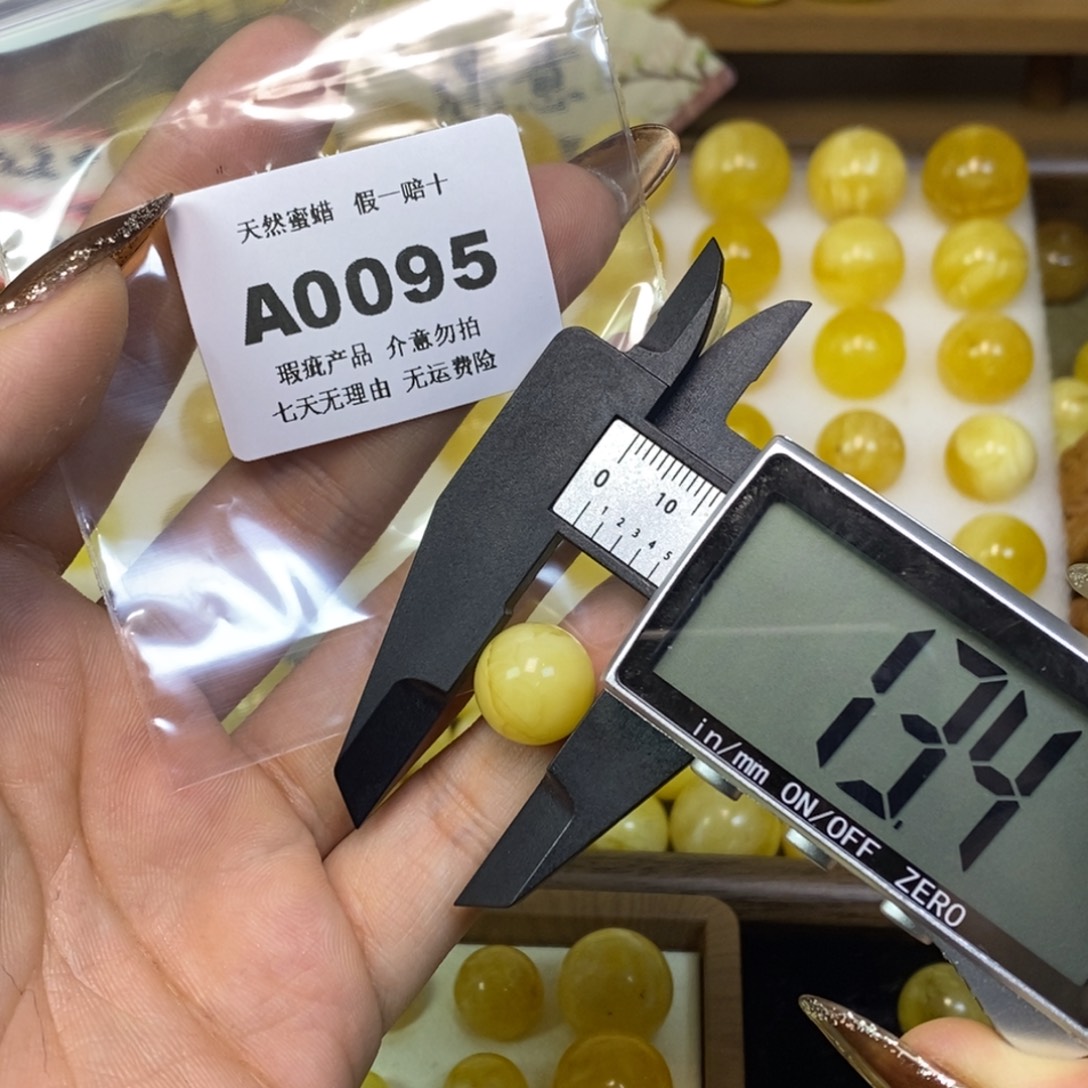 天然蜜蜡 假一赔十
A0095
瑕疵产品 介意勿拍
七天无理由 无运费险
0 10
1 2 3 4 5
13.4
in/mm ON/OFF ZERO